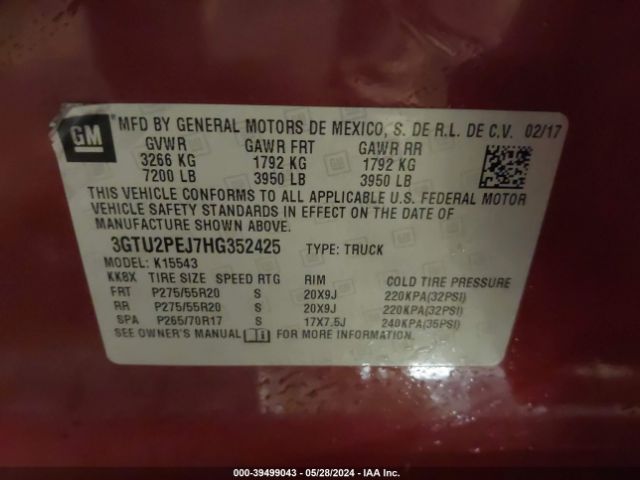 GM
MFD BY GENERAL MOTORS DE MEXICO, S. DE R.L. DE C.V. 02/17
GVWR GAWR FRT GAWR RR
3266 KG 1792 KG 1792 KG
7200 LB 3950 LB 3950 LB
THIS VEHICLE CONFORMS TO ALL APPLICABLE U.S. FEDERAL MOTOR
VEHICLE SAFETY STANDARDS IN EFFECT ON THE DATE OF
MANUFACTURE SHOWN ABOVE.
3GTU2PEJ7HG352425 TYPE: TRUCK
MODEL: K15543
KK8X TIRE SIZE SPEED RTG RIM COLD TIRE PRESSURE
FRT P275/55R20 S 20X9J 220KPA(32PSI)
RR P275/55R20 S 20X9J 220KPA(32PSI)
SPA P265/70R17 S 17X7.5J 240KPA(35PSI)
SEE OWNER'S MANUAL FOR MORE INFORMATION.
000-39499043 - 05/28/2024 - IAA Inc.